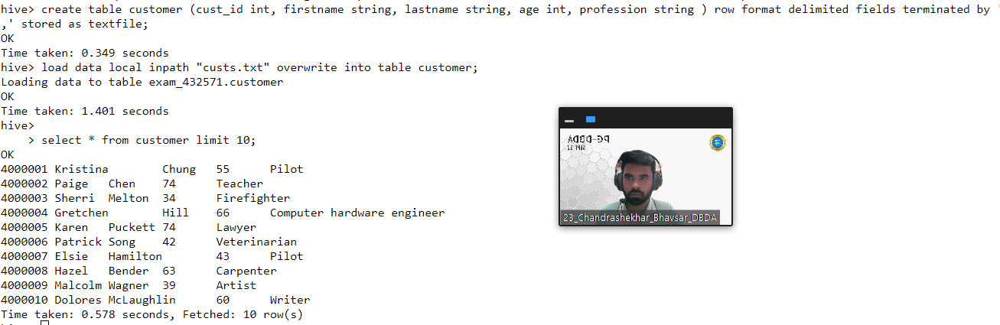 hive> create table customer (cust_id int, firstname string, lastname string, age int, profession string ) row format delimited fields terminated by '
,' stored as textfile;
OK
Time taken: 0.349 seconds
hive> load data local inpath "custs.txt" overwrite into table customer;
Loading data to table exam_432571.customer
OK
Time taken: 1.401 seconds
hive>
    > select * from customer limit 10;
OK
4000001 Kristina        Chung   55      Pilot
4000002 Paige   Chen    74      Teacher
4000003 Sherri  Melton  34      Firefighter
4000004 Gretchen        Hill    66      Computer hardware engineer
4000005 Karen   Puckett 74      Lawyer
4000006 Patrick Song    42      Veterinarian
4000007 Elsie   Hamilton        43      Pilot
4000008 Hazel   Bender  63      Carpenter
4000009 Malcolm Wagner  39      Artist
4000010 Dolores McLaughlin      60      Writer
Time taken: 0.578 seconds, Fetched: 10 row(s)
PG-DBDA
23_Chandrashekhar_Bhavsar_DBDA